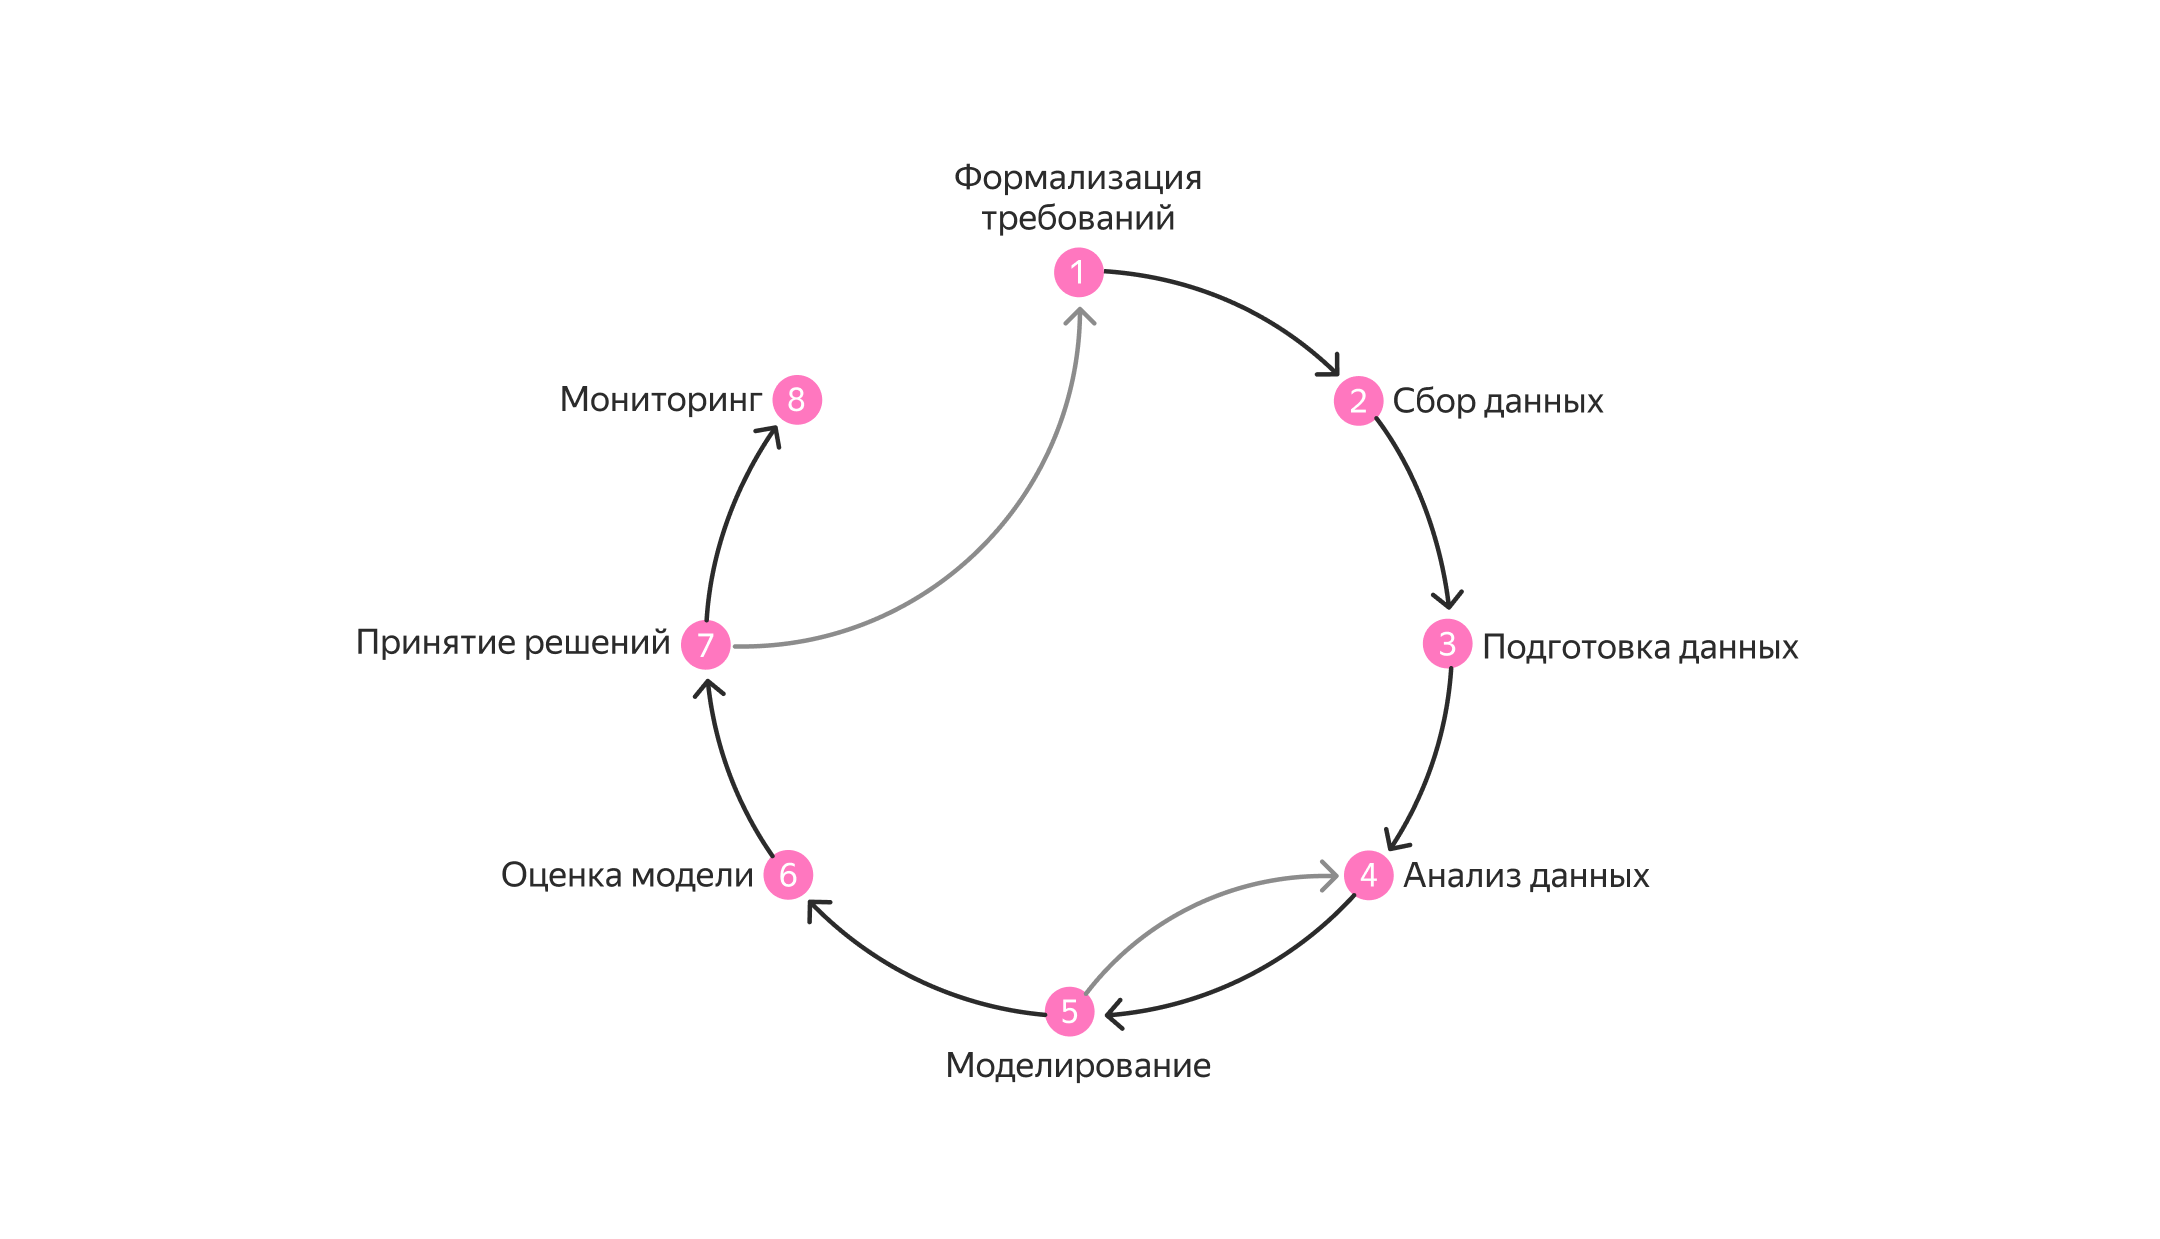 Формализация
требований
1
2 Сбор данных
3 Подготовка данных
4 Анализ данных
5
Моделирование
Оценка модели 6
Принятие решений 7
Мониторинг 8